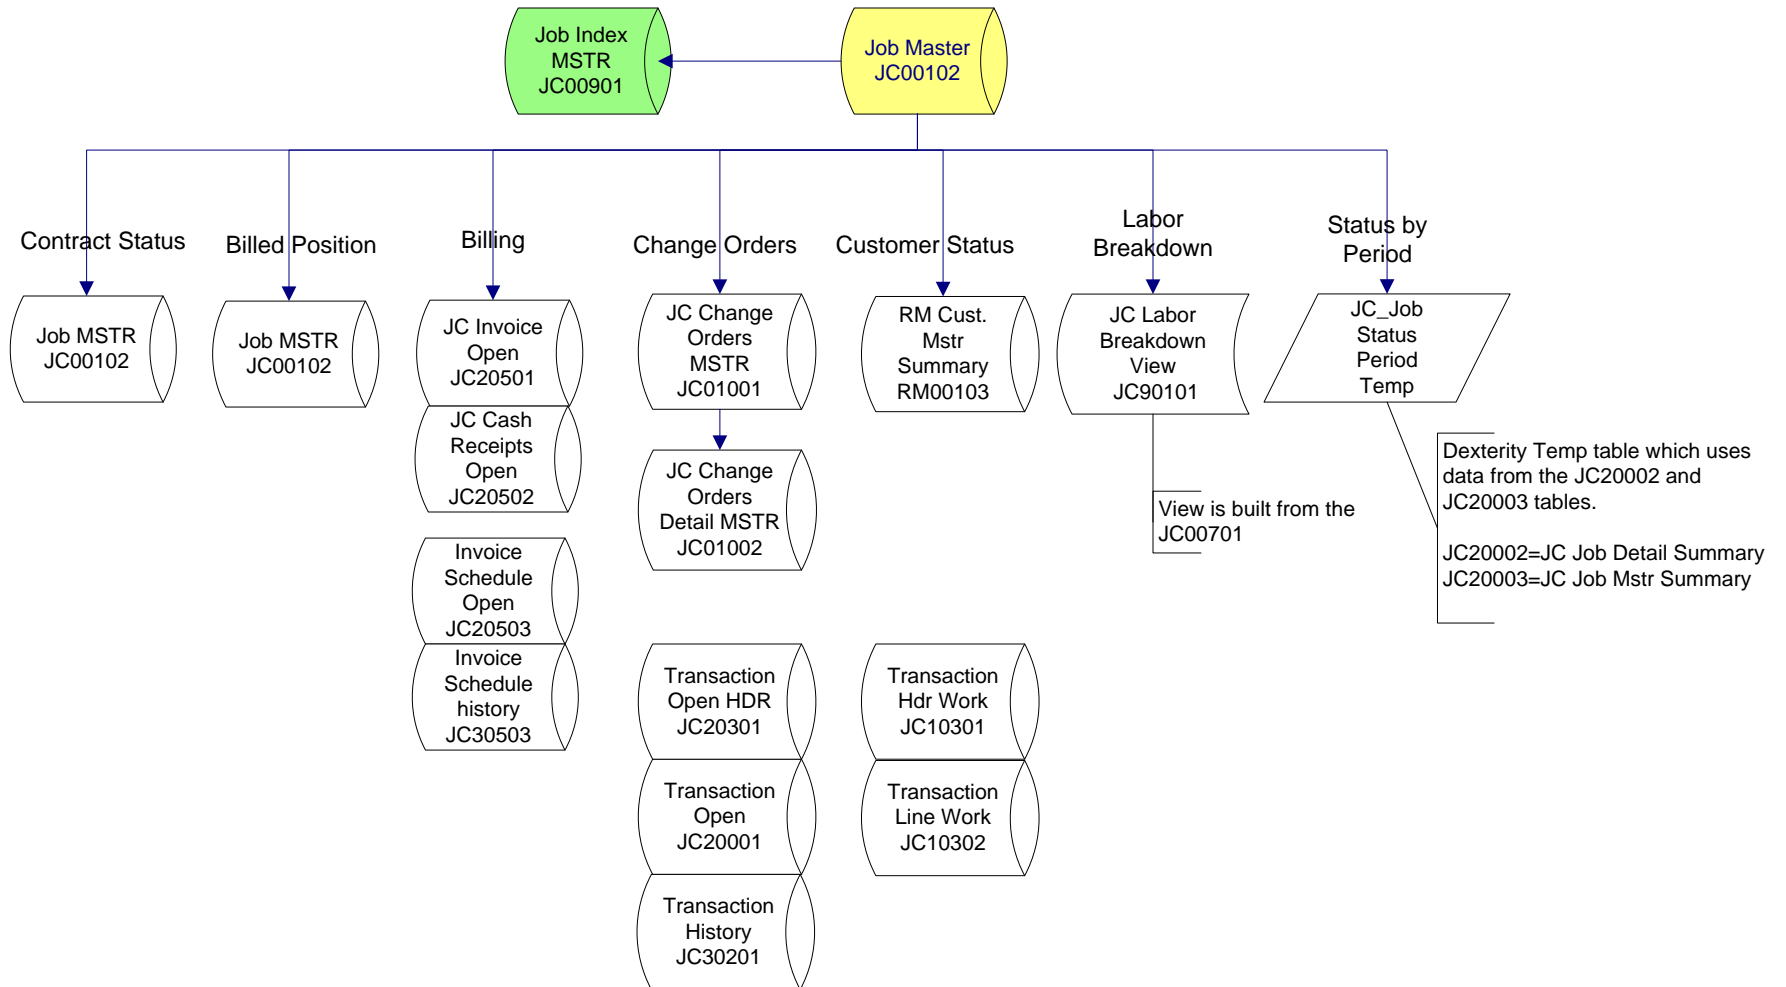 Job Index
MSTR
JC00901
Job Master
JC00102
Contract Status
Billed Position
Billing
Change Orders
Customer Status
Labor
Breakdown
Status by
Period
Job MSTR
JC00102
Job MSTR
JC00102
JC Invoice
Open
JC20501
JC Cash
Receipts
Open
JC20502
Invoice
Schedule
Open
JC20503
Invoice
Schedule
history
JC30503
JC Change
Orders
MSTR
JC01001
JC Change
Orders
Detail MSTR
JC01002
Transaction
Open HDR
JC20301
Transaction
Open
JC20001
Transaction
History
JC30201
RM Cust.
Mstr
Summary
RM00103
Transaction
Hdr Work
JC10301
Transaction
Line Work
JC10302
JC Labor
Breakdown
View
JC90101
View is built from the
JC00701
JC_Job
Status
Period
Temp
Dexterity Temp table which uses
data from the JC20002 and
JC20003 tables.
JC20002=JC Job Detail Summary
JC20003=JC Job Mstr Summary